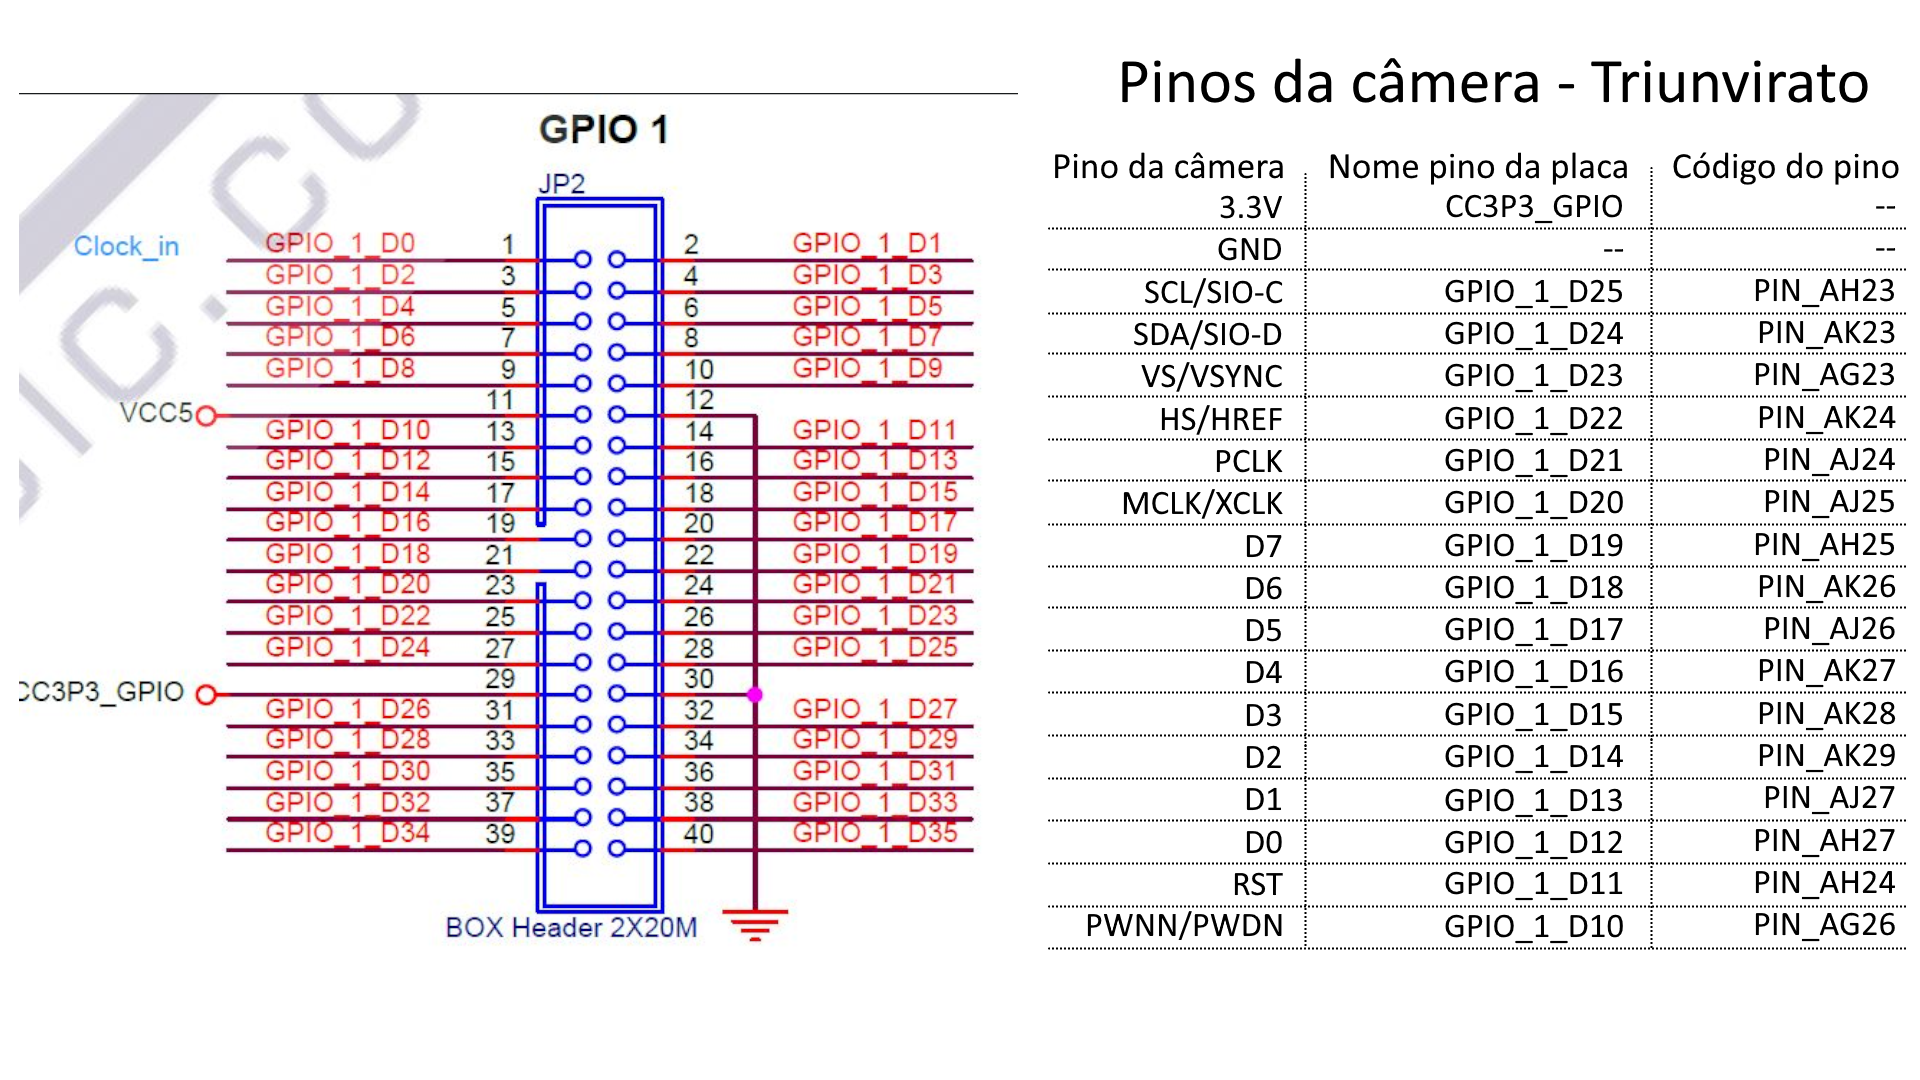 Pinos da câmera - Triunvirato
GPIO 1
JP2
Clock_in
GPIO_1_D0 1 2 GPIO_1_D1
GPIO_1_D2 3 4 GPIO_1_D3
GPIO_1_D4 5 6 GPIO_1_D5
GPIO_1_D6 7 8 GPIO_1_D7
GPIO_1_D8 9 10 GPIO_1_D9
VCC5 11 12
GPIO_1_D10 13 14 GPIO_1_D11
GPIO_1_D12 15 16 GPIO_1_D13
GPIO_1_D14 17 18 GPIO_1_D15
GPIO_1_D16 19 20 GPIO_1_D17
GPIO_1_D18 21 22 GPIO_1_D19
GPIO_1_D20 23 24 GPIO_1_D21
GPIO_1_D22 25 26 GPIO_1_D23
GPIO_1_D24 27 28 GPIO_1_D25
CC3P3_GPIO 29 30
GPIO_1_D26 31 32 GPIO_1_D27
GPIO_1_D28 33 34 GPIO_1_D29
GPIO_1_D30 35 36 GPIO_1_D31
GPIO_1_D32 37 38 GPIO_1_D33
GPIO_1_D34 39 40 GPIO_1_D35
BOX Header 2X20M
Pino da câmera Nome pino da placa Código do pino
3.3V CC3P3_GPIO --
GND -- --
SCL/SIO-C GPIO_1_D25 PIN_AH23
SDA/SIO-D GPIO_1_D24 PIN_AK23
VS/VSYNC GPIO_1_D23 PIN_AG23
HS/HREF GPIO_1_D22 PIN_AK24
PCLK GPIO_1_D21 PIN_AJ24
MCLK/XCLK GPIO_1_D20 PIN_AJ25
D7 GPIO_1_D19 PIN_AH25
D6 GPIO_1_D18 PIN_AK26
D5 GPIO_1_D17 PIN_AJ26
D4 GPIO_1_D16 PIN_AK27
D3 GPIO_1_D15 PIN_AK28
D2 GPIO_1_D14 PIN_AK29
D1 GPIO_1_D13 PIN_AJ27
D0 GPIO_1_D12 PIN_AH27
RST GPIO_1_D11 PIN_AH24
PWNN/PWDN GPIO_1_D10 PIN_AG26